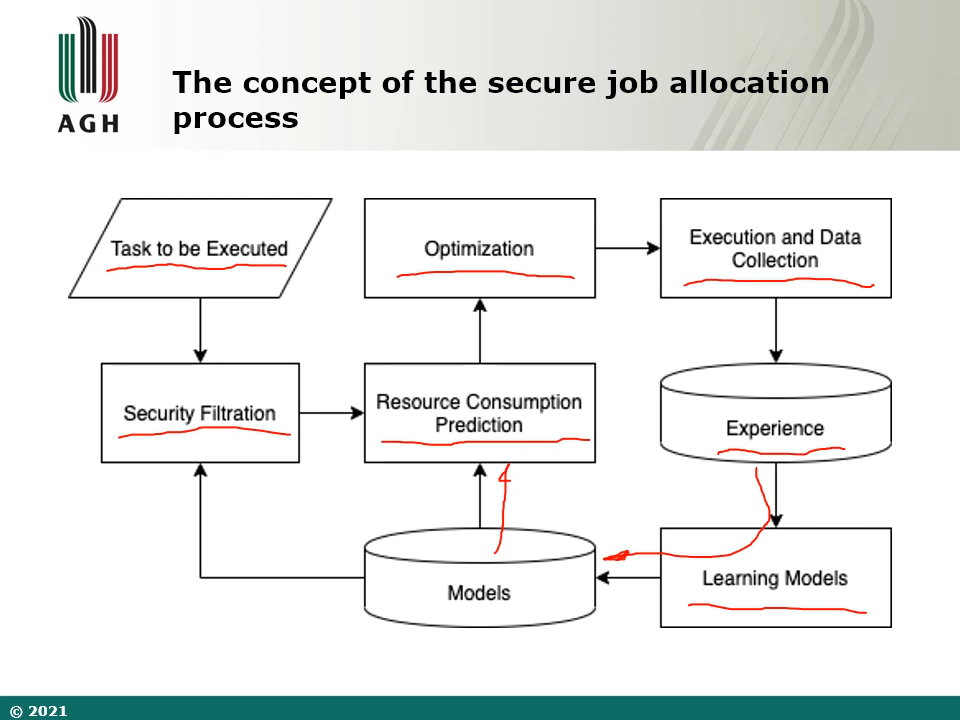 AGH
The concept of the secure job allocation
process
Task to be Executed
Optimization
Execution and Data
Collection
Security Filtration
Resource Consumption
Prediction
Experience
Models
Learning Models
© 2021